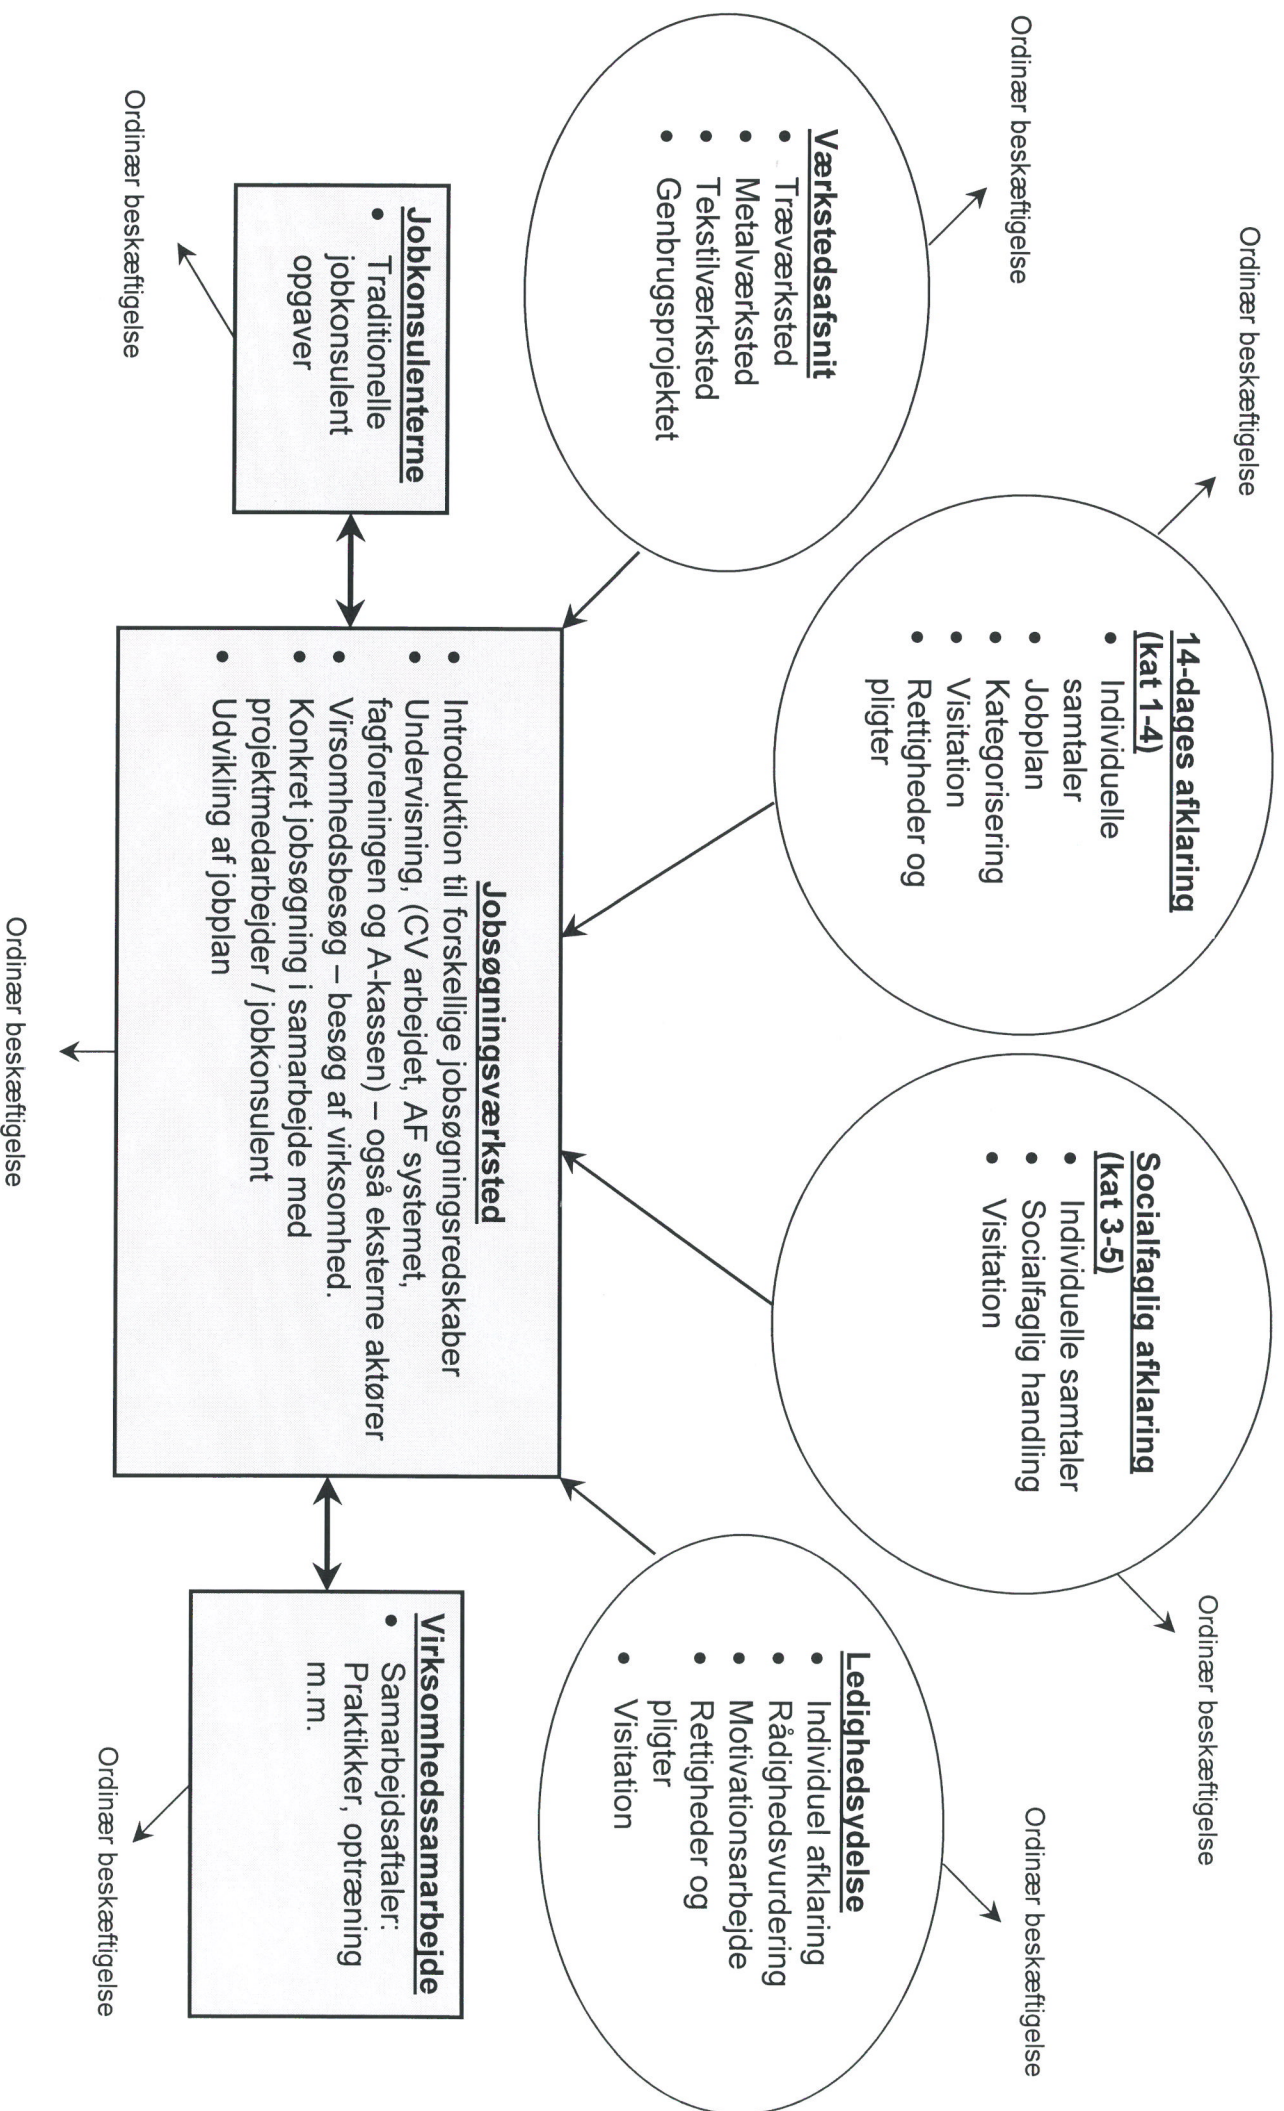 Ordinær beskæftigelse
Ordinær beskæftigelse
Ordinær beskæftigelse
Ordinær beskæftigelse
Værkstedsafsnit
• Træværksted
• Metalværksted
• Tekstilværksted
• Genbrugsprojektet
14-dages afklaring
(kat 1-4)
• Individuelle
samtaler
• Jobplan
• Kategorisering
• Visitation
• Rettigheder og
pligter
Socialfaglig afklaring
(kat 3-5)
• Individuelle samtaler
• Socialfaglig handling
• Visitation
Ledighedsydelse
• Individuel afklaring
• Rådighedsvurdering
• Motivationsarbejde
• Rettigheder og
pligter
• Visitation
Jobkonsulenterne
• Traditionelle
jobkonsulent
opgaver
Jobsøgningsværksted
• Introduktion til forskellige jobsøgningsredskaber
• Undervisning, (CV arbejdet, AF systemet,
fagforeningen og A-kassen) – også eksterne aktører
• Virsomhedsbesøg – besøg af virksomhed.
• Konkret jobsøgning i samarbejde med
projektmedarbejder / jobkonsulent
• Udvikling af jobplan
Virksomhedssamarbejde
• Samarbejdsaftaler:
Praktikker, optræning
m.m.
Ordinær beskæftigelse
Ordinær beskæftigelse
Ordinær beskæftigelse